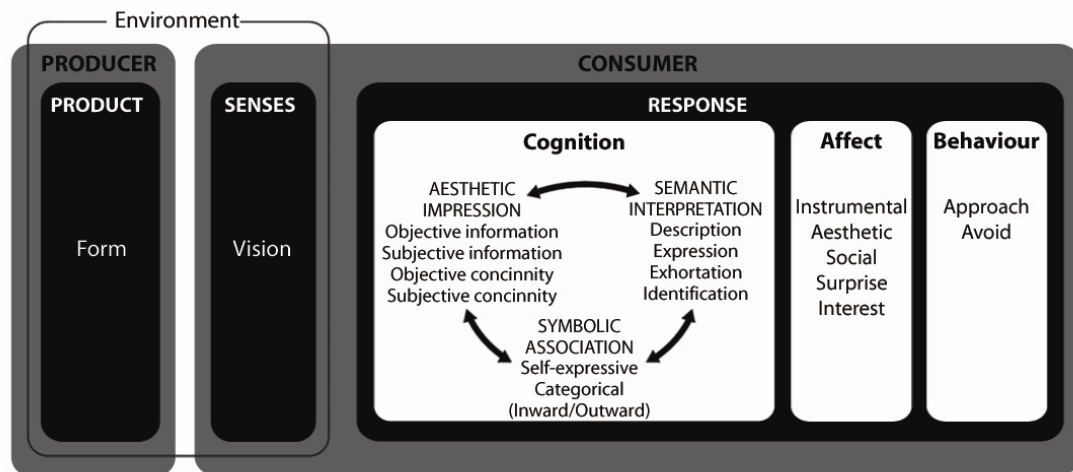 Environment
PRODUCER
CONSUMER
PRODUCT
SENSES
RESPONSE
Form
Vision
Cognition
AESTHETIC
IMPRESSION
Objective information
Subjective information
Objective concinnity
Subjective concinnity
SEMANTIC
INTERPRETATION
Description
Expression
Exhortation
Identification
SYMBOLIC
ASSOCIATION
Self-expressive
Categorical
(Inward/Outward)
Affect
Instrumental
Aesthetic
Social
Surprise
Interest
Behaviour
Approach
Avoid